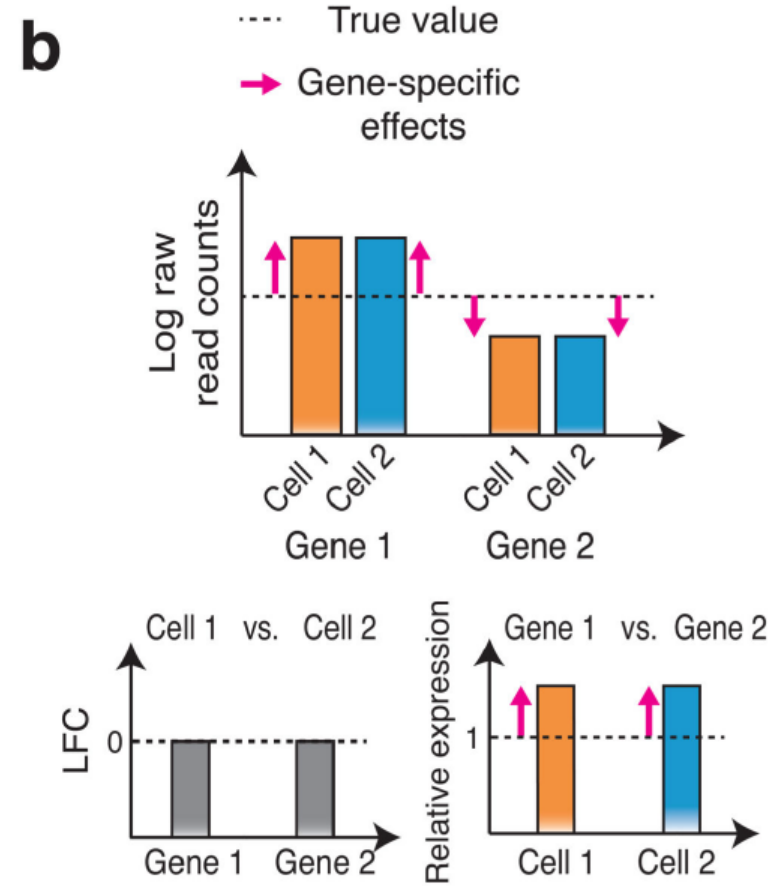 b
True value
Gene-specific
effects
Log raw
read counts
Cell 1
Cell 2
Cell 1
Cell 2
Gene 1
Gene 2
Cell 1 vs. Cell 2
LFC
0
Gene 1
Gene 2
Gene 1 vs. Gene 2
Relative expression
1
Cell 1
Cell 2